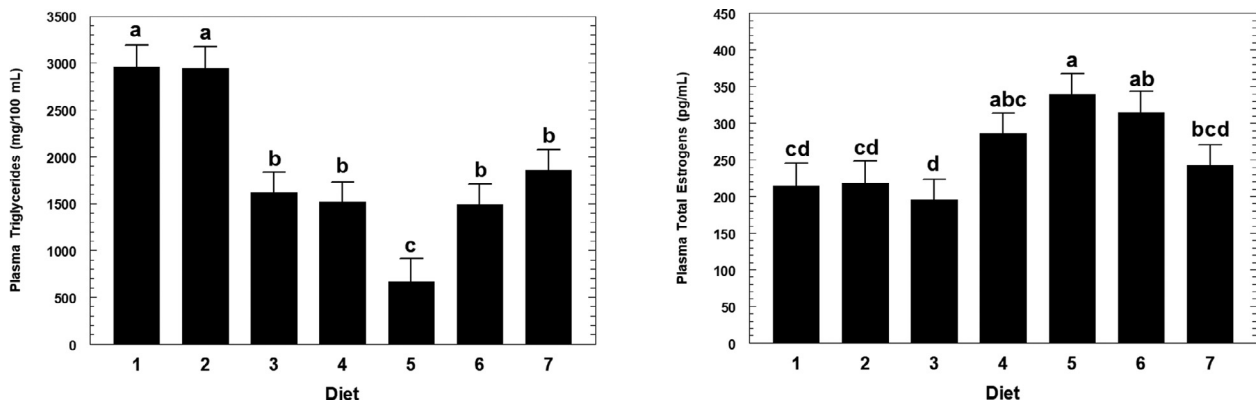 Plasma Triglycerides (mg/100 mL)
3500
3000
2500
2000
1500
1000
500
0
a
a
b
b
c
b
b
1 2 3 4 5 6 7
Diet
Plasma Total Estrogens (pg/mL)
450
400
350
300
250
200
150
100
50
0
cd
cd
d
abc
a
ab
bcd
1 2 3 4 5 6 7
Diet